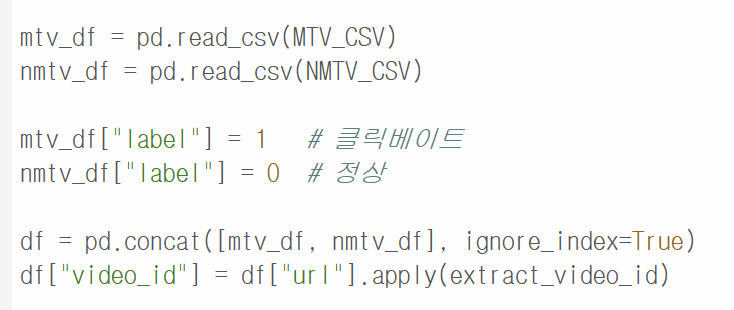 mtv_df = pd.read_csv(MTV_CSV)
nmtv_df = pd.read_csv(NMTV_CSV)
mtv_df["label"] = 1   # 클릭베이트
nmtv_df["label"] = 0  # 정상
df = pd.concat([mtv_df, nmtv_df], ignore_index=True)
df["video_id"] = df["url"].apply(extract_video_id)